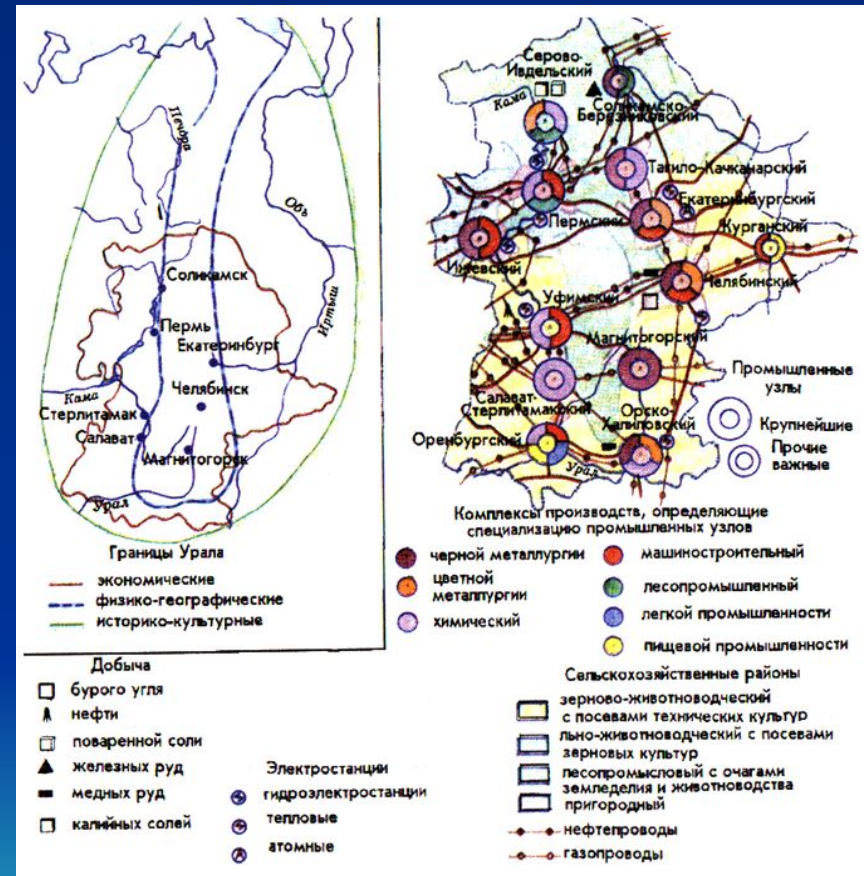 Печора
Обь
Иртыш
Соликамск
Пермь
Екатеринбург
Кама
Челябинск
Стерлитамак
Салават
Магнитогорск
Урал
Границы Урала
экономические
физико-географические
историко-культурные
Серово-
Ивдельский
Кама
Соликамско-
Березниковский
Тагило-Качканарский
Екатеринбургский
Пермский
Курганский
Ижевский
Челябинский
Уфимский
Магнитогорский
Салават-
Стерлитамакский
Орско-
Халиловский
Оренбургский
Урал
Промышленные
узлы
Крупнейшие
Прочие
важные
Комплексы производств, определяющие
специализацию промышленных узлов
черной металлургии
цветной
металлургии
химический
машиностроительный
лесопромышленный
легкой промышленности
пищевой промышленности
Добыча
бурого угля
нефти
поваренной соли
железных руд
медных руд
калийных солей
Электростанции
гидроэлектростанции
тепловые
атомные
Сельскохозяйственные районы
зерново-животноводческий
с посевами технических культур
льно-животноводческий с посевами
зерновых культур
лесопромысловый с очагами
земледелия и животноводства
пригородный
нефтепроводы
газопроводы